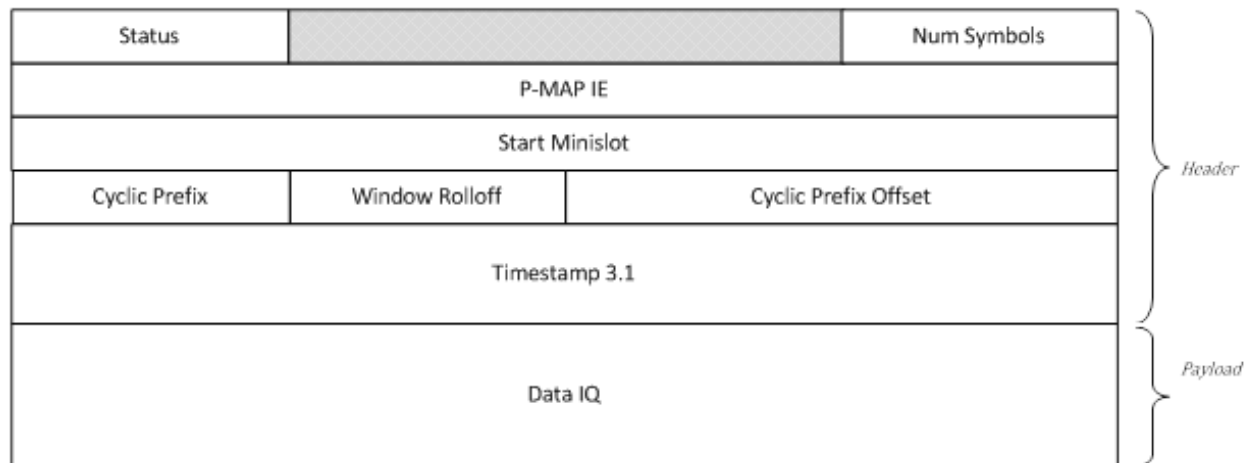 Status
Num Symbols
P-MAP IE
Start Minislot
Header
Cyclic Prefix
Window Rolloff
Cyclic Prefix Offset
Timestamp 3.1
Payload
Data IQ